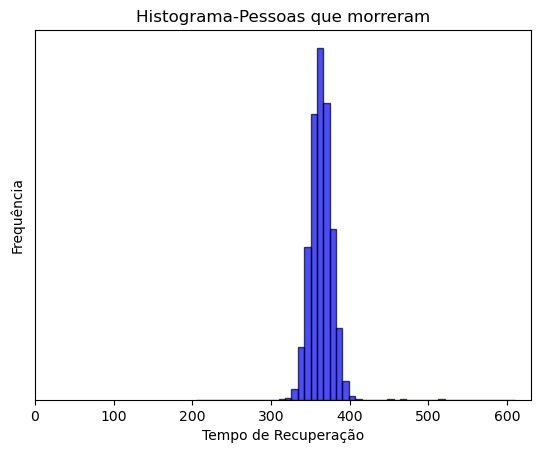 Histograma-Pessoas que morreram
Frequência
0 100 200 300 400 500 600
Tempo de Recuperação